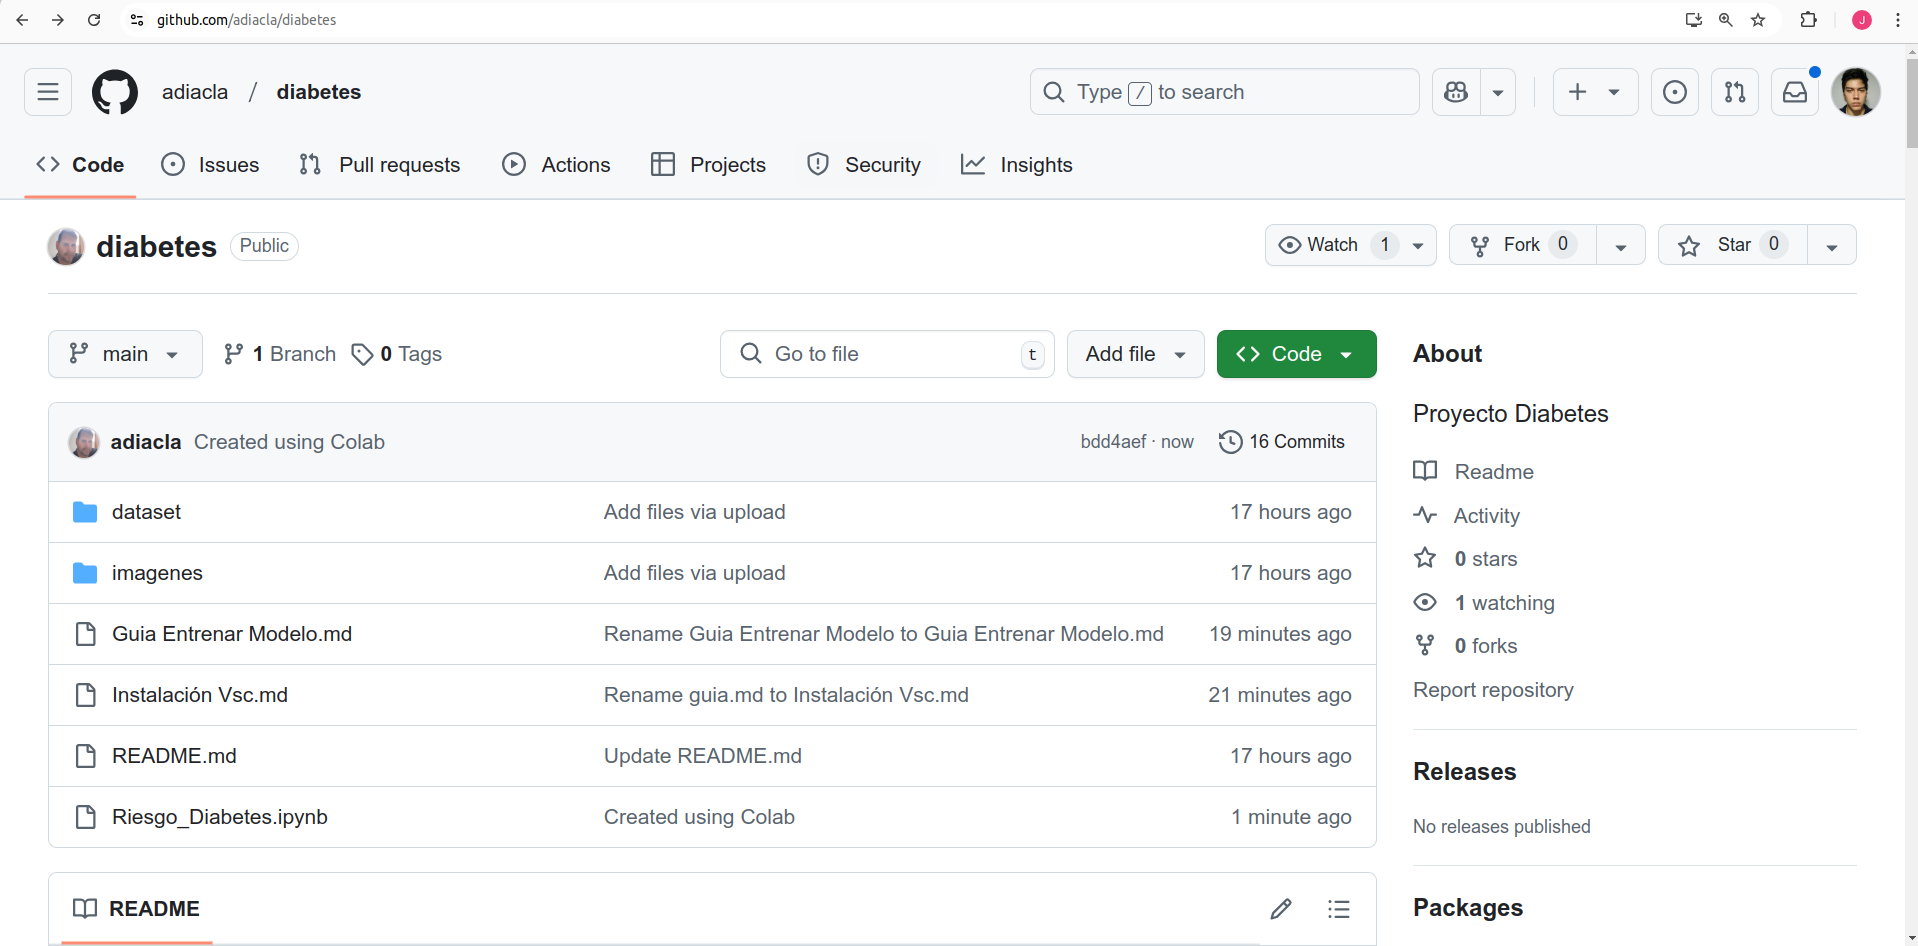 github.com/adiacla/diabetes
J
adiacla / diabetes
Type / to search
Code Issues Pull requests Actions Projects Security Insights
diabetes Public
Watch 1 Fork 0 Star 0
main 1 Branch 0 Tags
Go to file t
Add file
Code
adiacla Created using Colab bdd4aef · now 16 Commits
dataset Add files via upload 17 hours ago
imagenes Add files via upload 17 hours ago
Guia Entrenar Modelo.md Rename Guia Entrenar Modelo to Guia Entrenar Modelo.md 19 minutes ago
Instalación Vsc.md Rename guia.md to Instalación Vsc.md 21 minutes ago
README.md Update README.md 17 hours ago
Riesgo_Diabetes.ipynb Created using Colab 1 minute ago
README
About
Proyecto Diabetes
Readme
Activity
0 stars
1 watching
0 forks
Report repository
Releases
No releases published
Packages